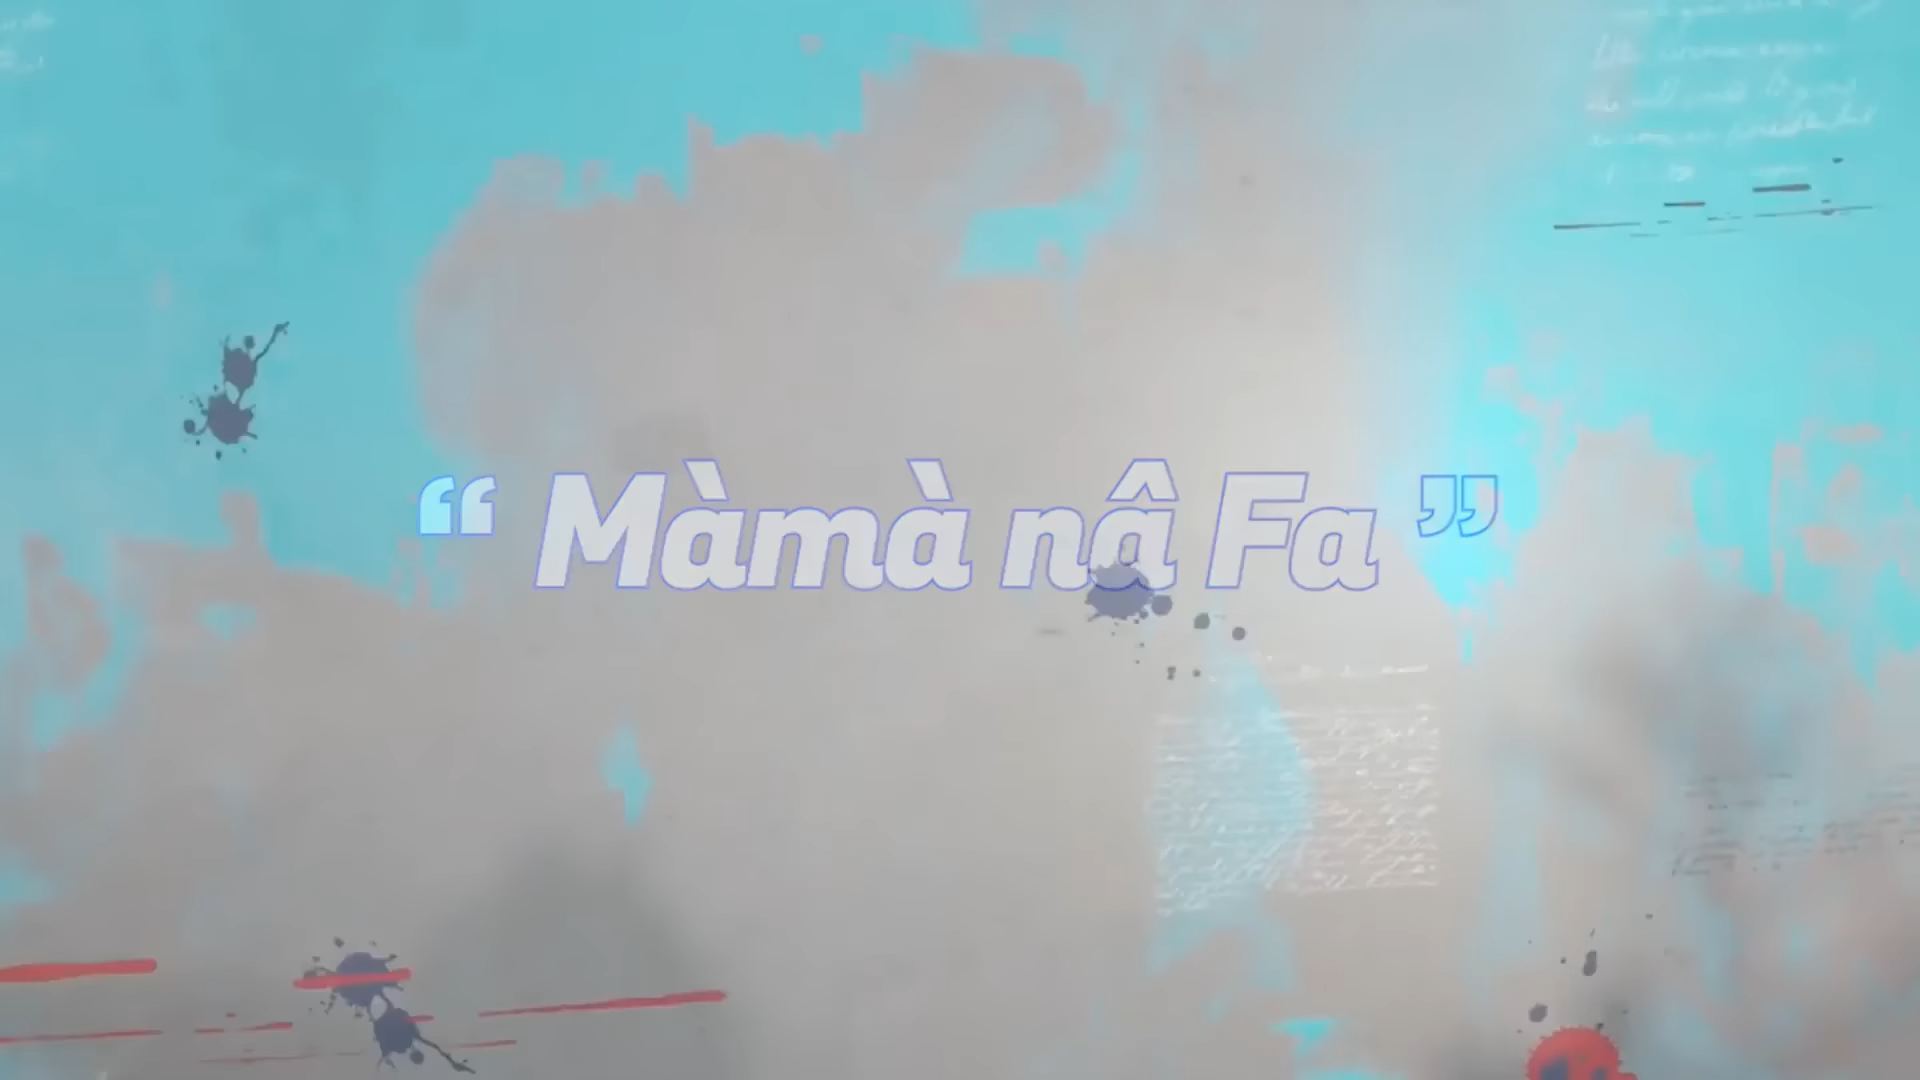 “ Màmà nâ Fa ”